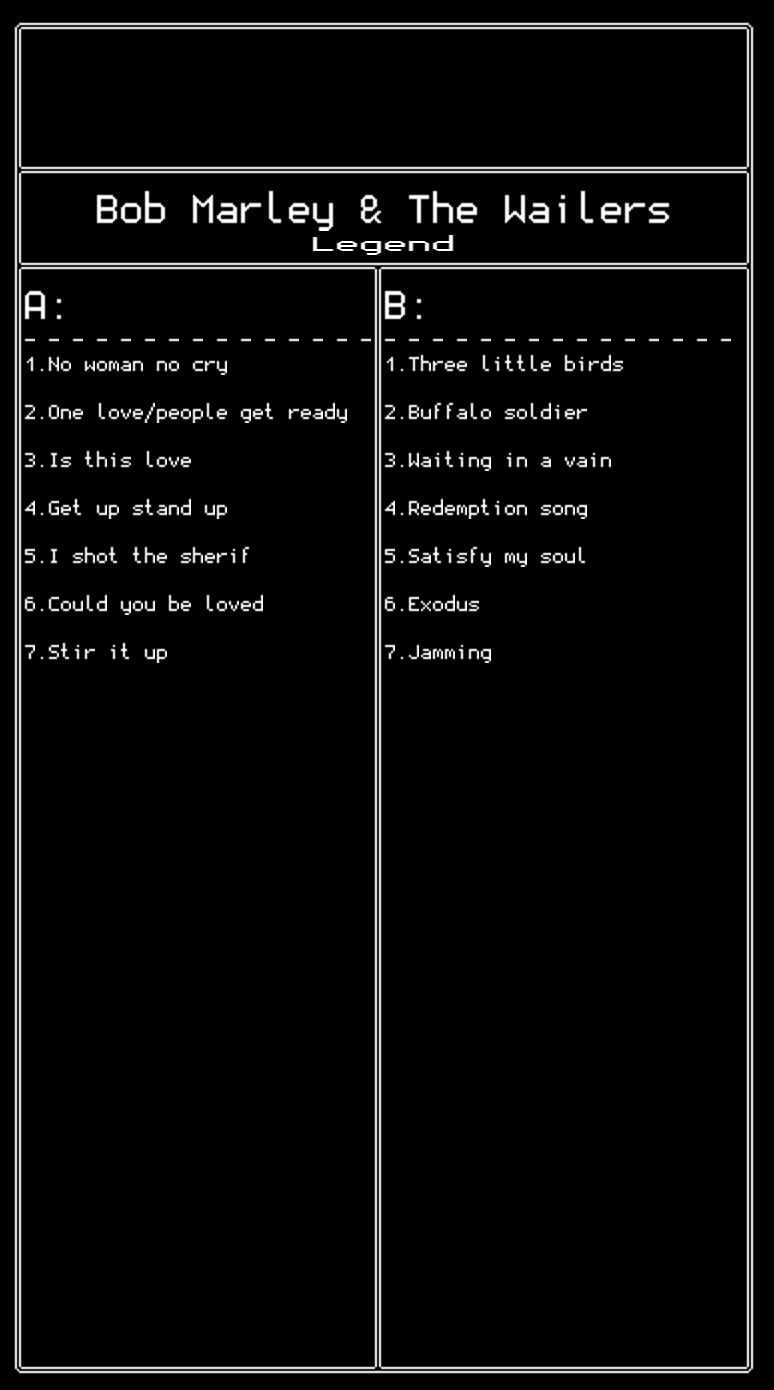 Bob Marley & The Wailers
Legend
A:
1.No woman no cry
2.One love/people get ready
3.Is this love
4.Get up stand up
5.I shot the sherif
6.Could you be loved
7.Stir it up
B:
1.Three little birds
2.Buffalo soldier
3.Waiting in a vain
4.Redemption song
5.Satisfy my soul
6.Exodus
7.Jamming